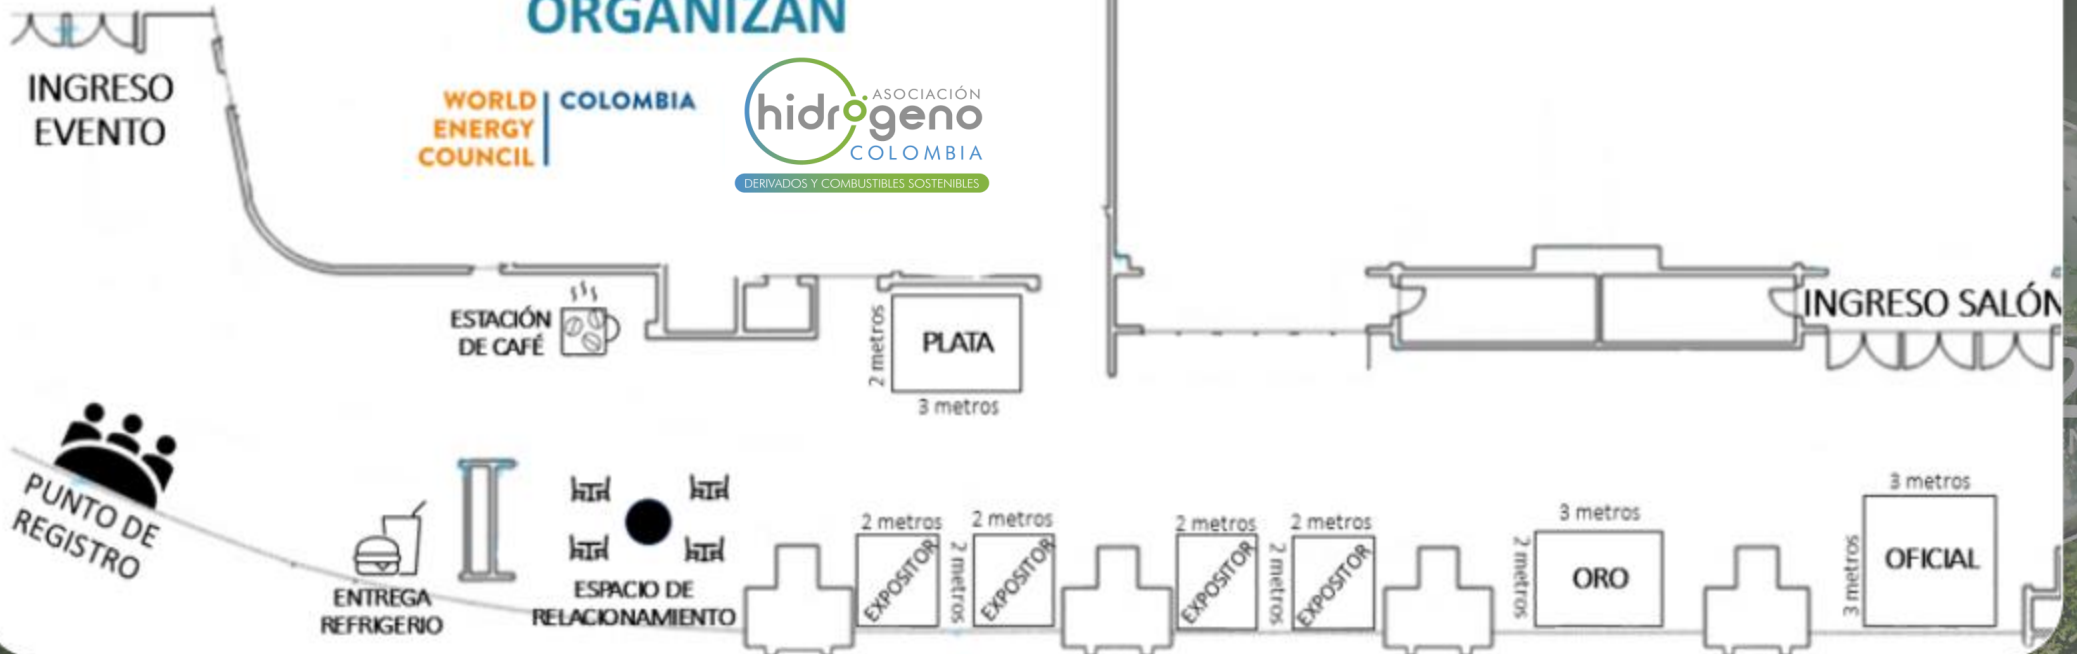 ORGANIZAN
INGRESO
EVENTO
WORLD
ENERGY
COUNCIL
COLOMBIA
ASOCIACIÓN
hidrógeno
COLOMBIA
DERIVADOS Y COMBUSTIBLES SOSTENIBLES
ESTACIÓN
DE CAFÉ
2 metros
PLATA
3 metros
INGRESO SALÓN
PUNTO DE
REGISTRO
ENTREGA
REFRIGERIO
ESPACIO DE
RELACIONAMIENTO
2 metros
EXPOSITOR
2 metros
2 metros
EXPOSITOR
2 metros
EXPOSITOR
2 metros
2 metros
EXPOSITOR
3 metros
2 metros
ORO
3 metros
3 metros
OFICIAL